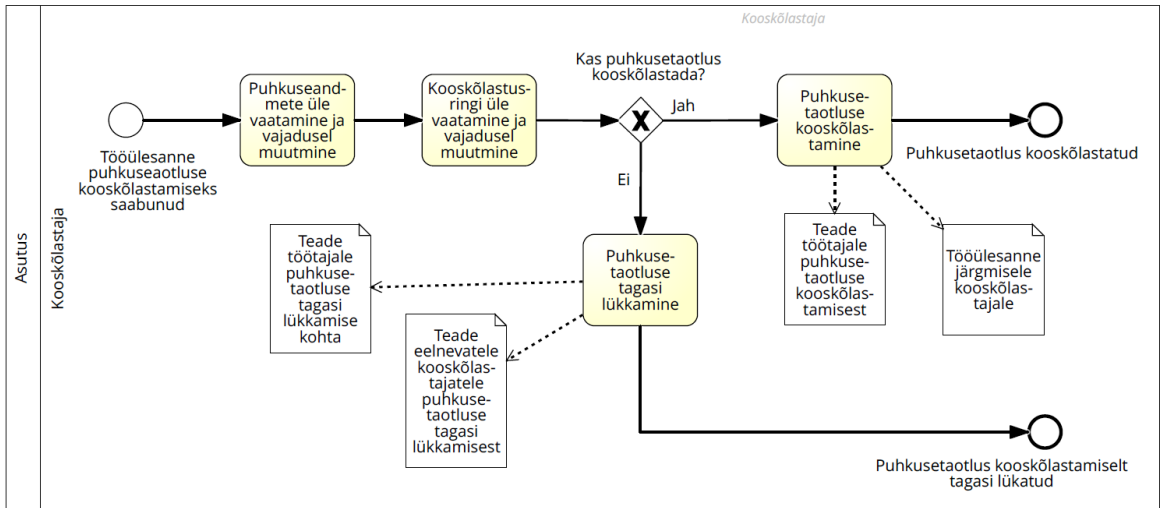 Kooskõlastaja
Asutus
Kooskõlastaja
Tööülesanne
puhkuseaotluse
kooskõlastamiseks
saabunud
Puhkuseand-
mete üle
vaatamine ja
vajadusel
muutmine
Kooskõlastus-
ringi üle
vaatamine ja
vajadusel
muutmine
Kas puhkusetaotlus
kooskõlastada?
X
Jah
Ei
Puhkuse-
taotluse
kooskõlas-
tamine
Puhkusetaotlus kooskõlastatud
Teade
töötajale
puhkuse-
taotluse
kooskõlas-
tamisest
Tööülesanne
järgmisele
kooskõlas-
tajale
Puhkuse-
taotluse
tagasi
lükkamine
Teade
töötajale
puhkuse-
taotluse
tagasi
lükkamise
kohta
Teade
eelnevatele
kooskõlas-
tajatele
puhkuse-
taotluse
tagasi
lükkamisest
Puhkusetaotlus kooskõlastamiselt
tagasi lükatud